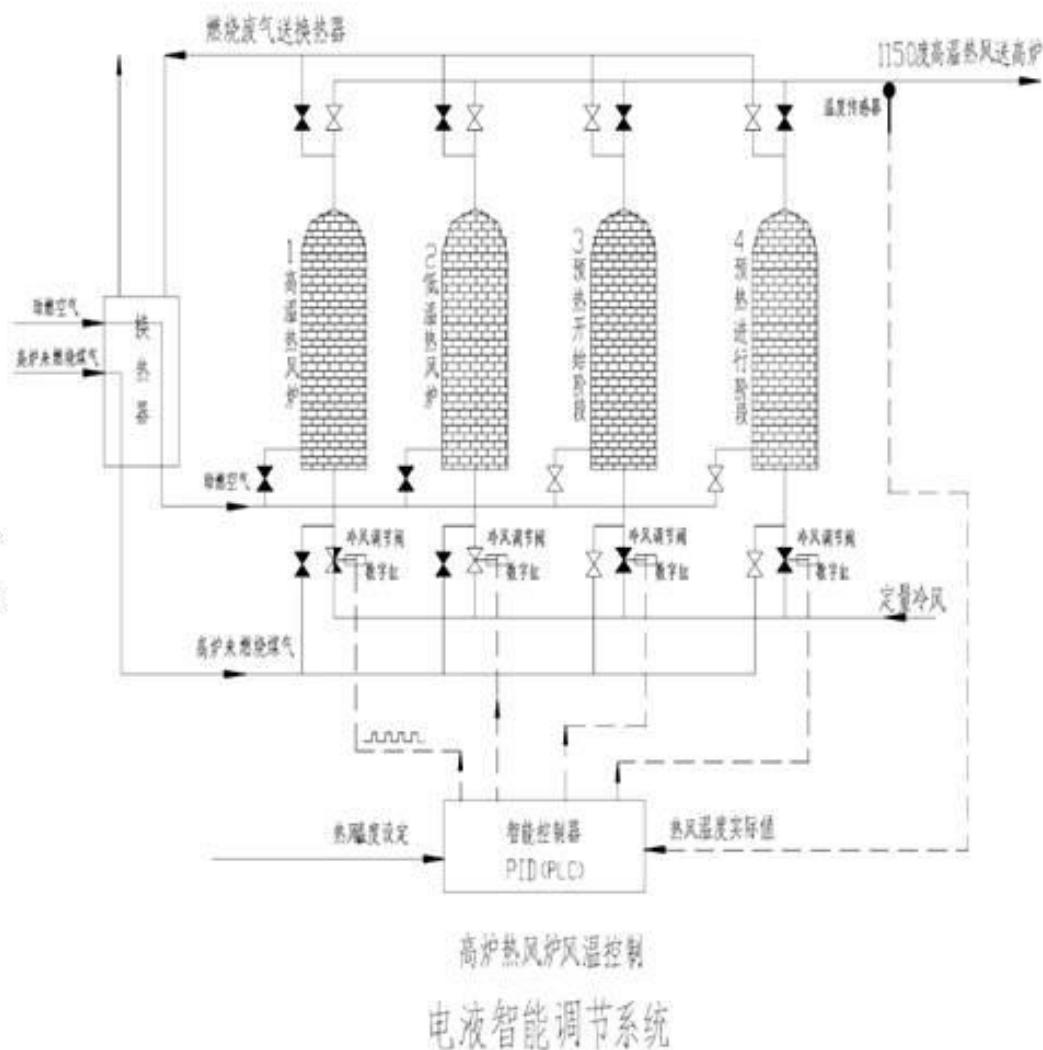 燃烧废气送换热器
1150度高温热风送高炉
温度传感器
1高温热风炉
2低温热风炉
3预热开始阶段
4预热进行阶段
助燃空气
换热器
高炉未燃烧煤气
助燃空气
冷风调节阀
数字缸
冷风调节阀
数字缸
冷风调节阀
数字缸
冷风调节阀
数字缸
定量冷风
高炉未燃烧煤气
热风温度设定
智能控制器
PID(PLC)
热风温度实际值
高炉热风炉风温控制
电液智能调节系统